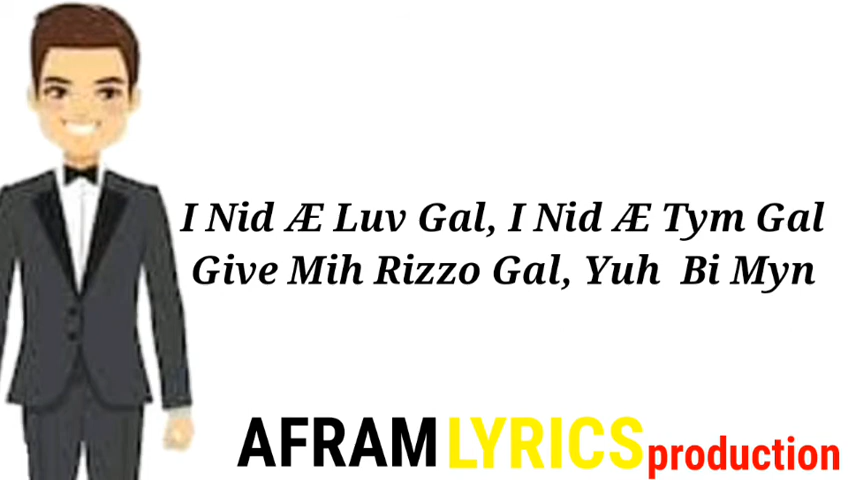 I Nid Æ Luv Gal, I Nid Æ Tym Gal
Give Mih Rizzo Gal, Yuh Bi Myn
AFRAM LYRICS production